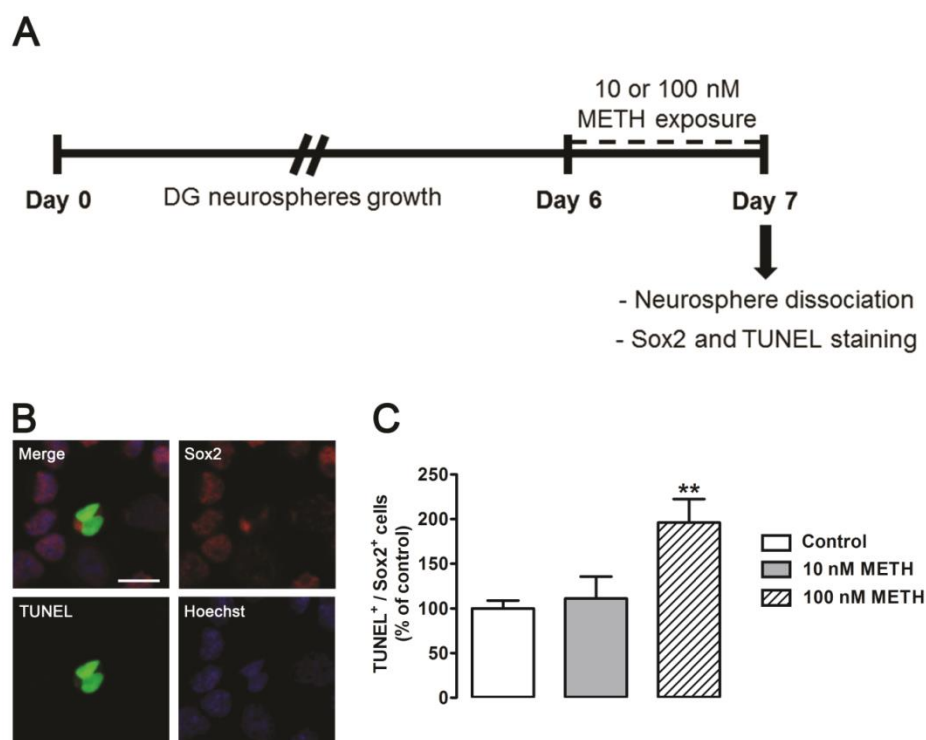 A
10 or 100 nM
METH exposure
Day 0
DG neurospheres growth
Day 6
Day 7
- Neurosphere dissociation
- Sox2 and TUNEL staining
B
Merge
Sox2
TUNEL
Hoechst
C
TUNEL⁺ / Sox2⁺ cells
(% of control)
250
200
150
100
50
0
**
Control
10 nM METH
100 nM METH